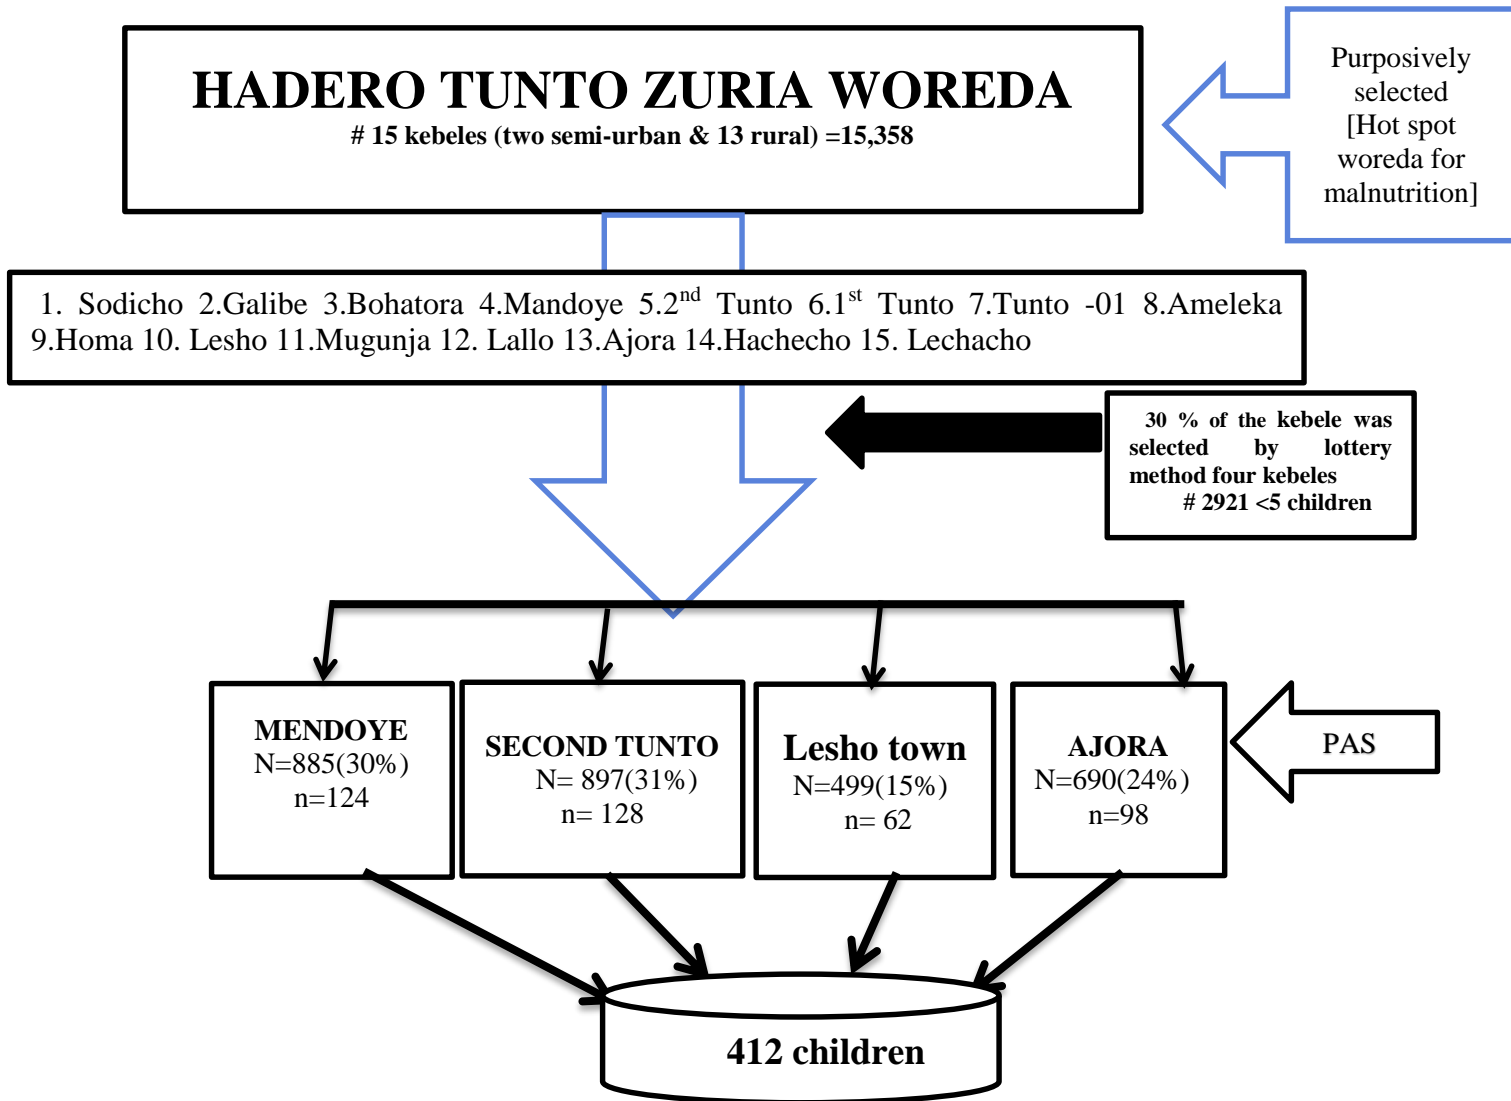 HADERO TUNTO ZURIA WOREDA
# 15 kebeles (two semi-urban & 13 rural) =15,358
Purposively
selected
[Hot spot
woreda for
malnutrition]
1. Sodicho 2.Galibe 3.Bohatora 4.Mandoye 5.2nd Tunto 6.1st Tunto 7.Tunto -01 8.Ameleka
9.Homa 10. Lesho 11.Mugunja 12. Lallo 13.Ajora 14.Hachecho 15. Lechacho
30 % of the kebele was
selected by lottery
method four kebeles
# 2921 <5 children
MENDOYE
N=885(30%)
n=124
SECOND TUNTO
N= 897(31%)
n= 128
Lesho town
N=499(15%)
n= 62
AJORA
N=690(24%)
n=98
PAS
412 children